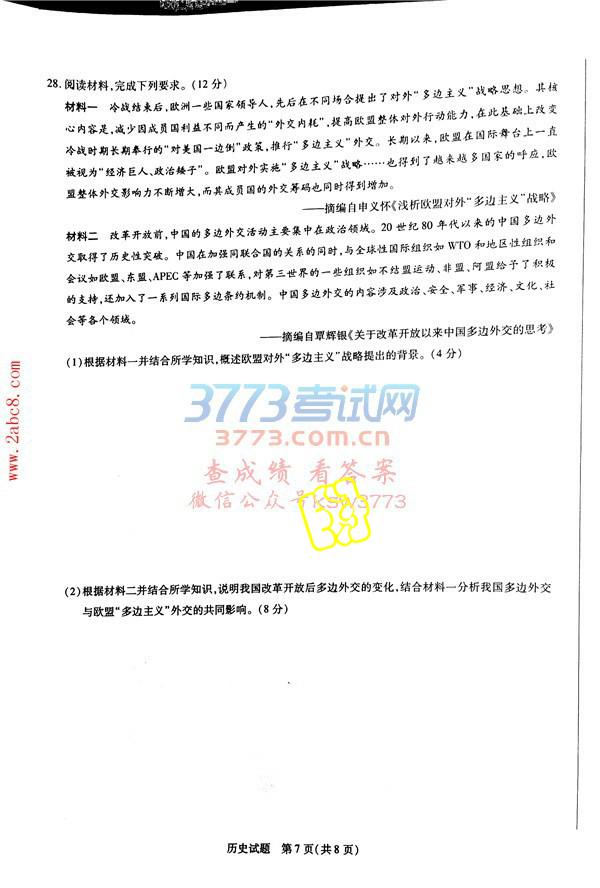 28. 阅读材料,完成下列要求。(12 分)
材料一 冷战结束后,欧洲一些国家领导人,先后在不同场合提出了对外“多边主义”战略思想。其核
心内容是,减少因成员国利益不同而产生的“外交内耗”,提高欧盟整体对外行动能力,在此基础上改变
冷战时期长期奉行的“对美国一边倒”政策,推行“多边主义”外交。长期以来,欧盟在国际舞台上一直
被视为“经济巨人、政治矮子”。欧盟对外实施“多边主义”战略……也得到了越来越多国家的呼应,欧
盟整体外交影响力不断增大,而其成员国的外交筹码也同时得到增加。
——摘编自申义怀《浅析欧盟对外“多边主义”战略》
材料二 改革开放前,中国的多边外交活动主要集中在政治领域。20 世纪 80 年代以来的中国多边外
交取得了历史性突破。中国在加强同联合国的关系的同时,与全球性国际组织如 WTO 和地区性组织和
会议如欧盟、东盟、APEC 等加强了联系,对第三世界的一些组织如不结盟运动、非盟、阿盟给予了积极
的支持,还加入了一系列国际多边条约机制。中国多边外交的内容涉及政治、安全、军事、经济、文化、社
会等各个领域。
——摘编自覃辉银《关于改革开放以来中国多边外交的思考》
(1)根据材料一并结合所学知识,概述欧盟对外“多边主义”战略提出的背景。(4 分)
www.2abc8.com
3773考试网
3773.com.cn
查成绩 看答案
微信公众号ksw3773
(2)根据材料二并结合所学知识,说明我国改革开放后多边外交的变化,结合材料一分析我国多边外交
与欧盟“多边主义”外交的共同影响。(8 分)
历史试题 第 7 页(共 8 页)